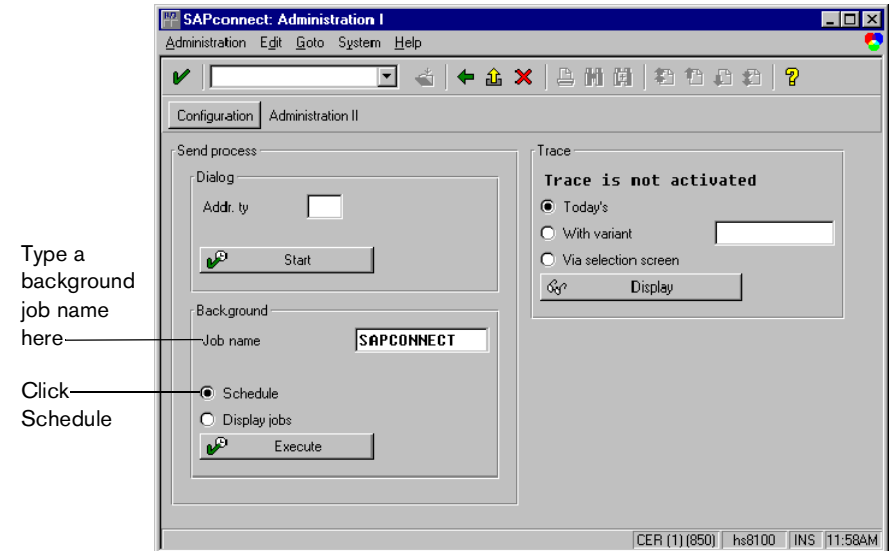 SAPconnect: Administration I
Administration Edit Goto System Help
Configuration Administration II
Send process
Dialog
Addr. ty
Start
Background
Job name SAPCONNECT
Schedule
Display jobs
Execute
Trace
Trace is not activated
Today's
With variant
Via selection screen
Display
Type a
background
job name
here
Click
Schedule
CER (1) (850) hs8100 INS 11:58AM